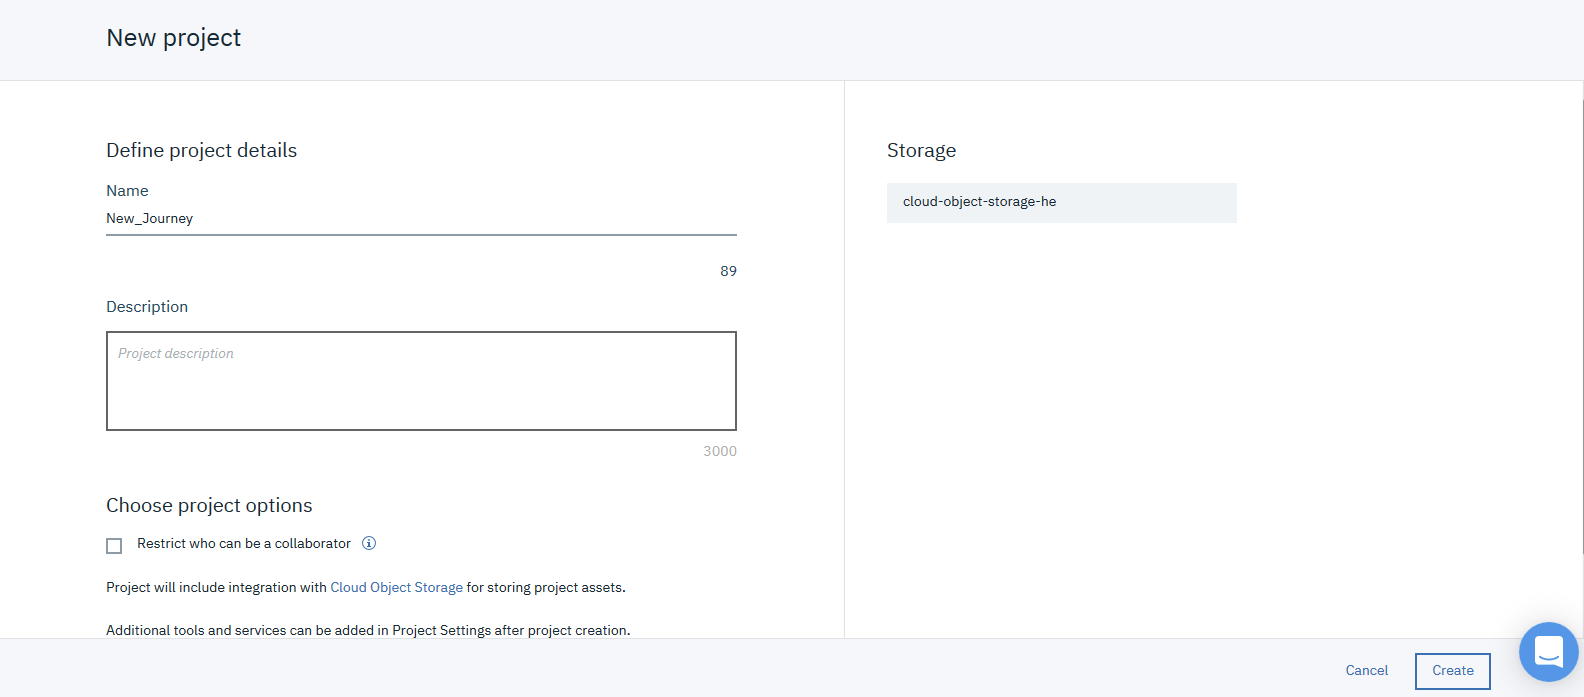 New project
Define project details
Name
New_Journey
89
Description
Project description
3000
Choose project options
Restrict who can be a collaborator
Project will include integration with Cloud Object Storage for storing project assets.
Additional tools and services can be added in Project Settings after project creation.
Storage
cloud-object-storage-he
Cancel
Create